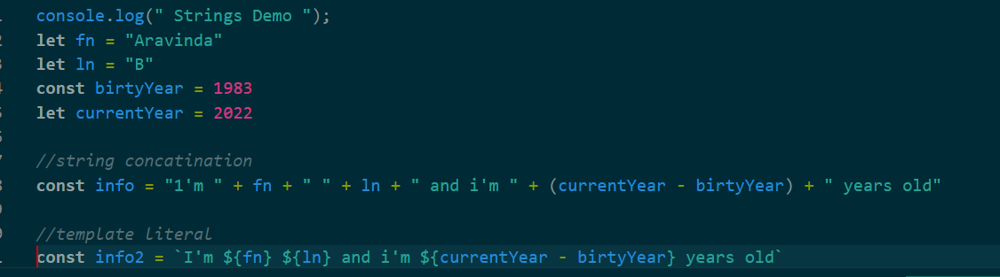 console.log(" Strings Demo ");
let fn = "Aravinda"
let ln = "B"
const birtyYear = 1983
let currentYear = 2022
//string concatination
const info = "1'm " + fn + " " + ln + " and i'm " + (currentYear - birtyYear) + " years old"
//template literal
const info2 = `I'm ${fn} ${ln} and i'm ${currentYear - birtyYear} years old`